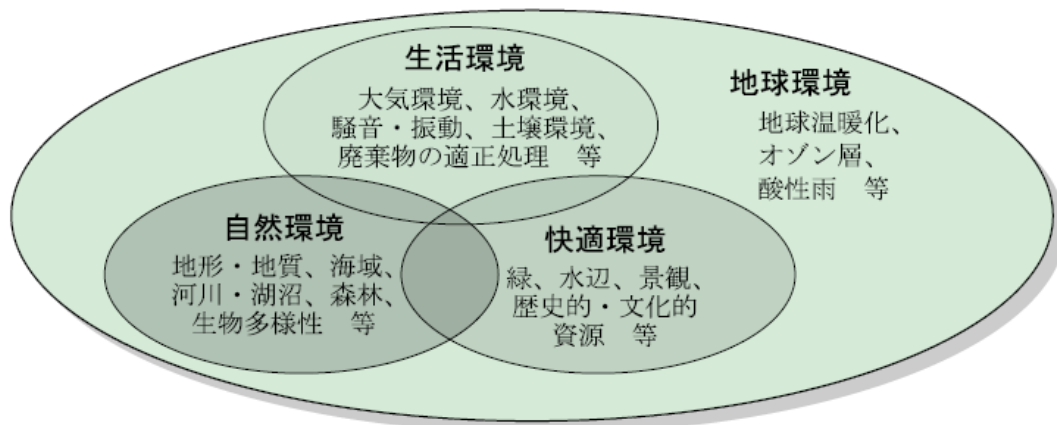 生活環境
大気環境、水環境、
騒音・振動、土壌環境、
廃棄物の適正処理　等
地球環境
地球温暖化、
オゾン層、
酸性雨　等
自然環境
地形・地質、海域、
河川・湖沼、森林、
生物多様性　等
快適環境
緑、水辺、景観、
歴史的・文化的
資源　等